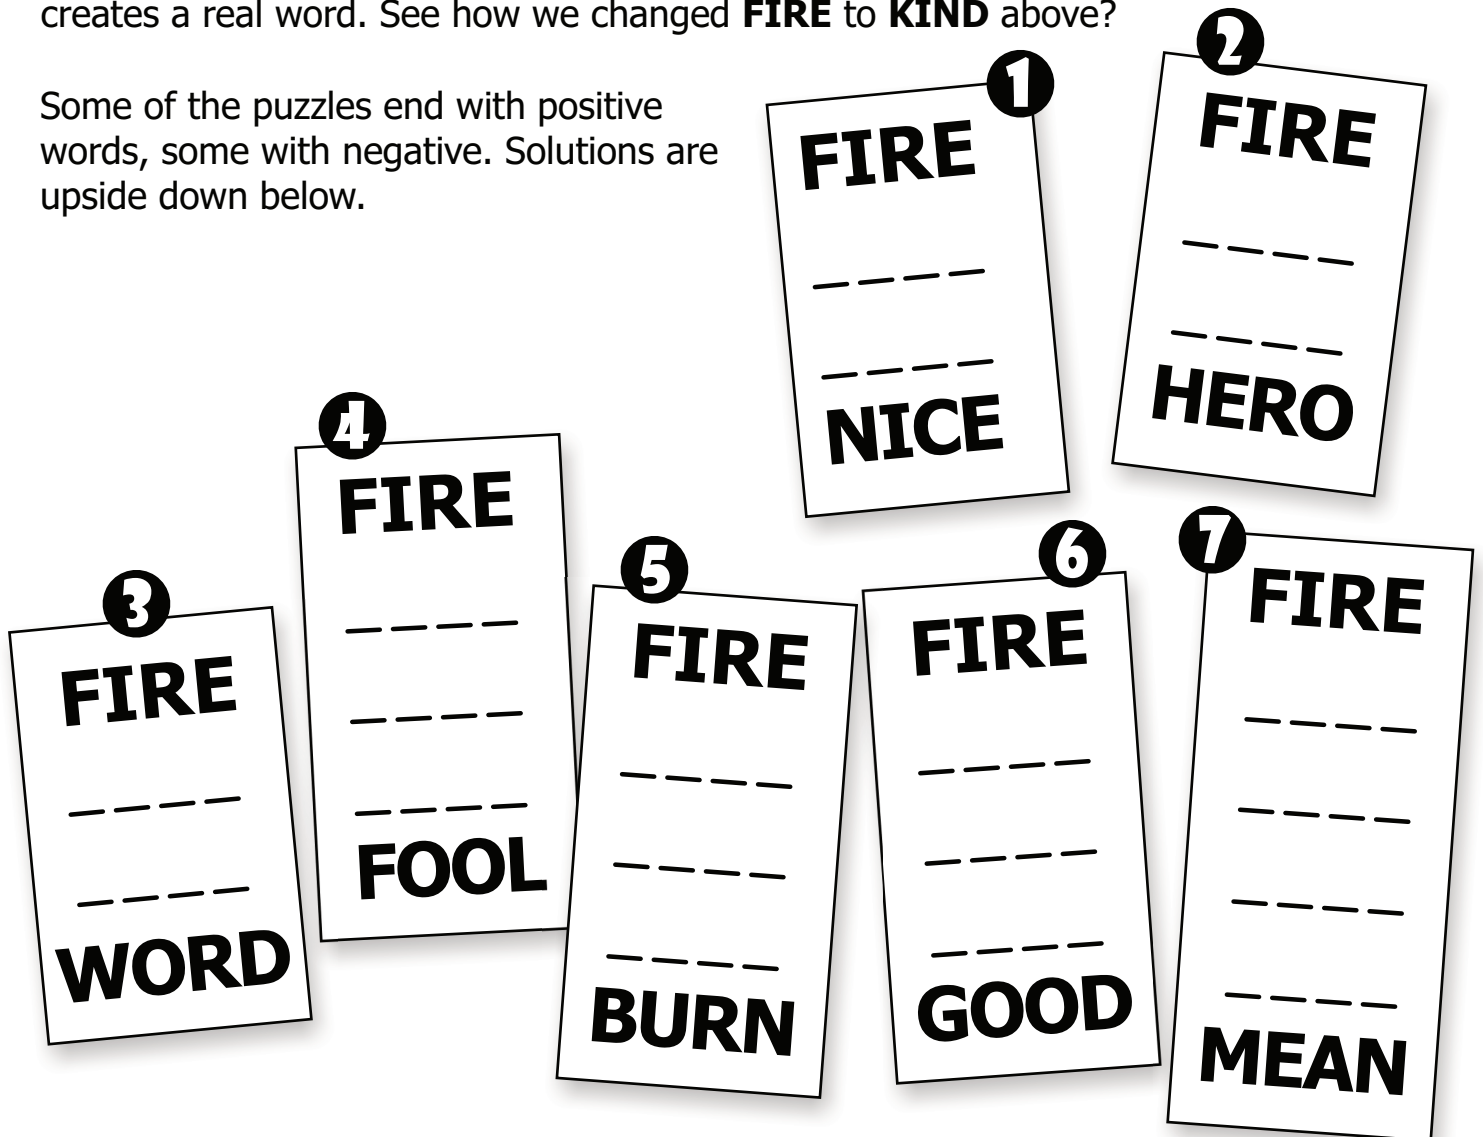 creates a real word. See how we changed FIRE to KIND above?
Some of the puzzles end with positive
words, some with negative. Solutions are
upside down below.
1
FIRE
NICE
2
FIRE
HERO
3
FIRE
WORD
4
FIRE
FOOL
5
FIRE
BURN
6
FIRE
GOOD
7
FIRE
MEAN